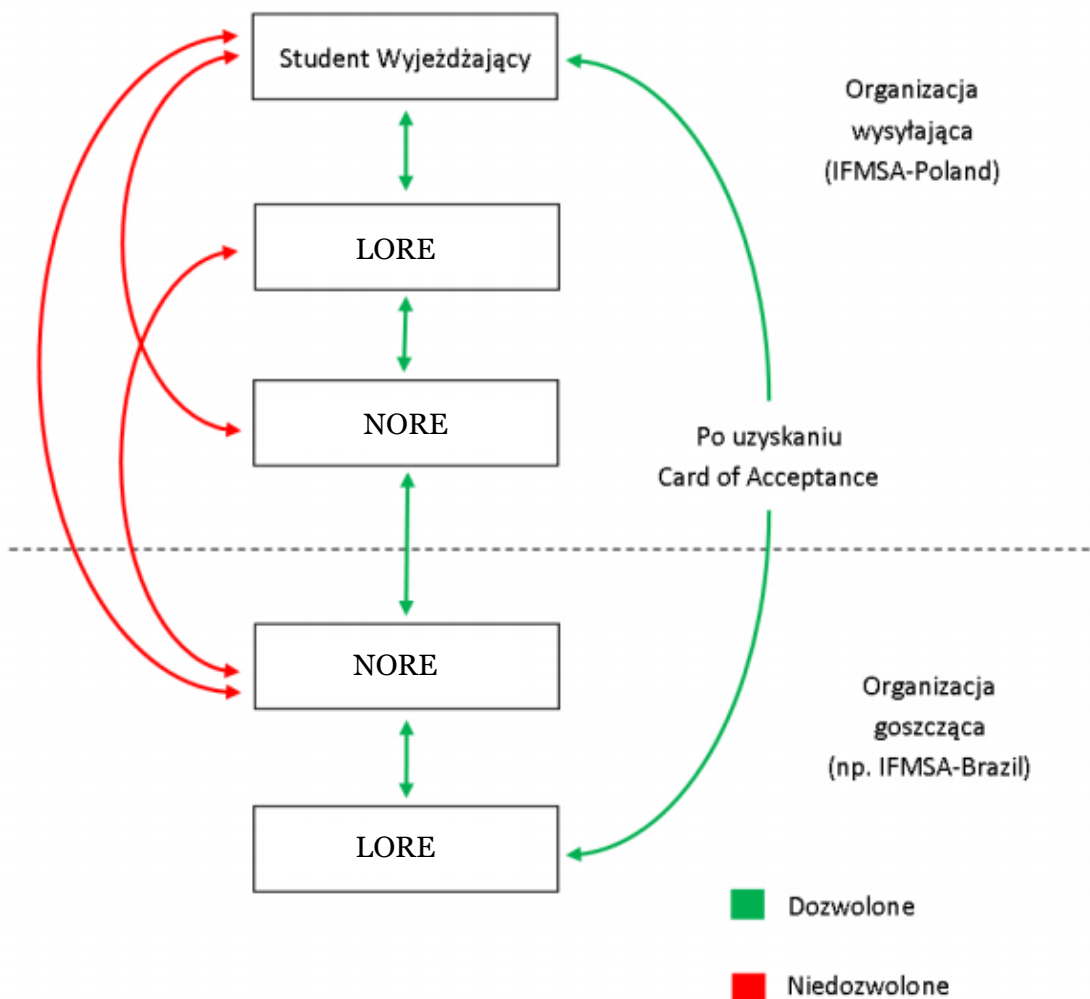 Student Wyjeżdżający
Organizacja
wysyłająca
(IFMSA-Poland)
LORE
NORE
Po uzyskaniu
Card of Acceptance
NORE
Organizacja
goszcząca
(np. IFMSA-Brazil)
LORE
Dozwolone
Niedozwolone